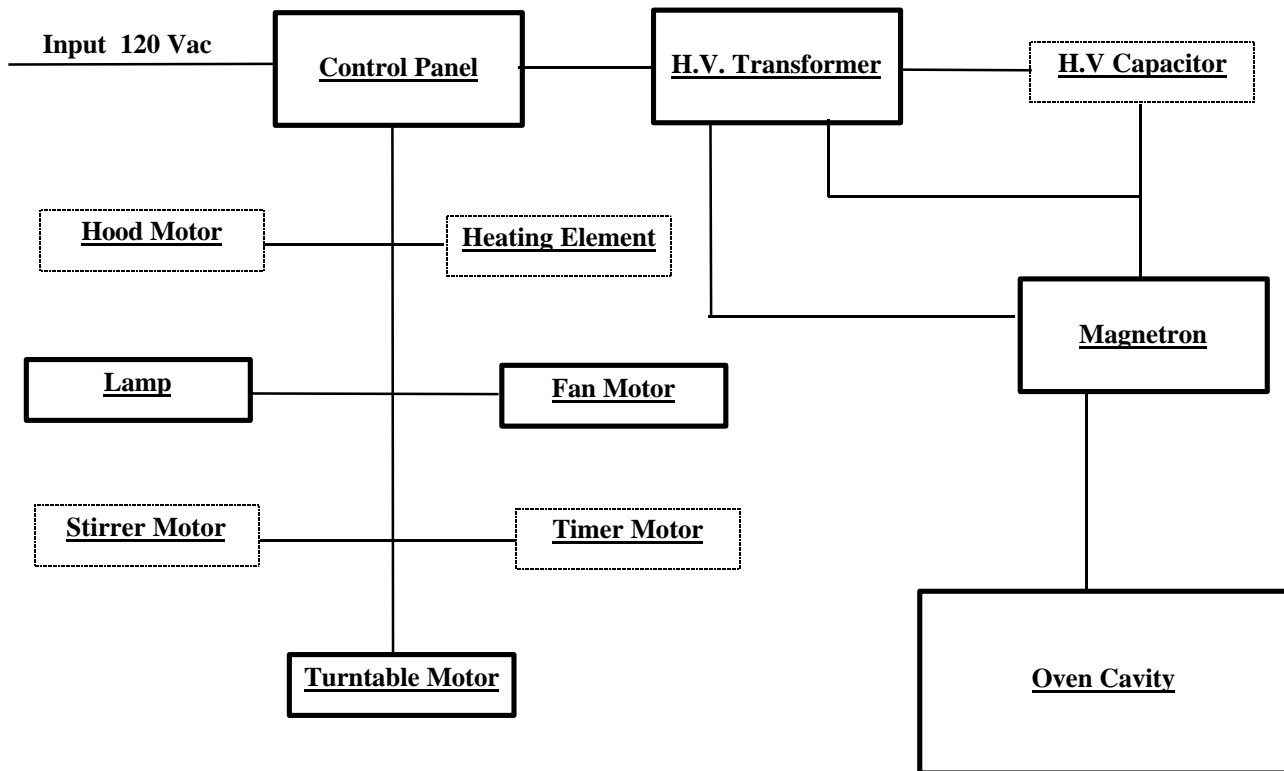 Input 120 Vac
Control Panel
H.V. Transformer
H.V Capacitor
Hood Motor
Heating Element
Magnetron
Lamp
Fan Motor
Stirrer Motor
Timer Motor
Turntable Motor
Oven Cavity